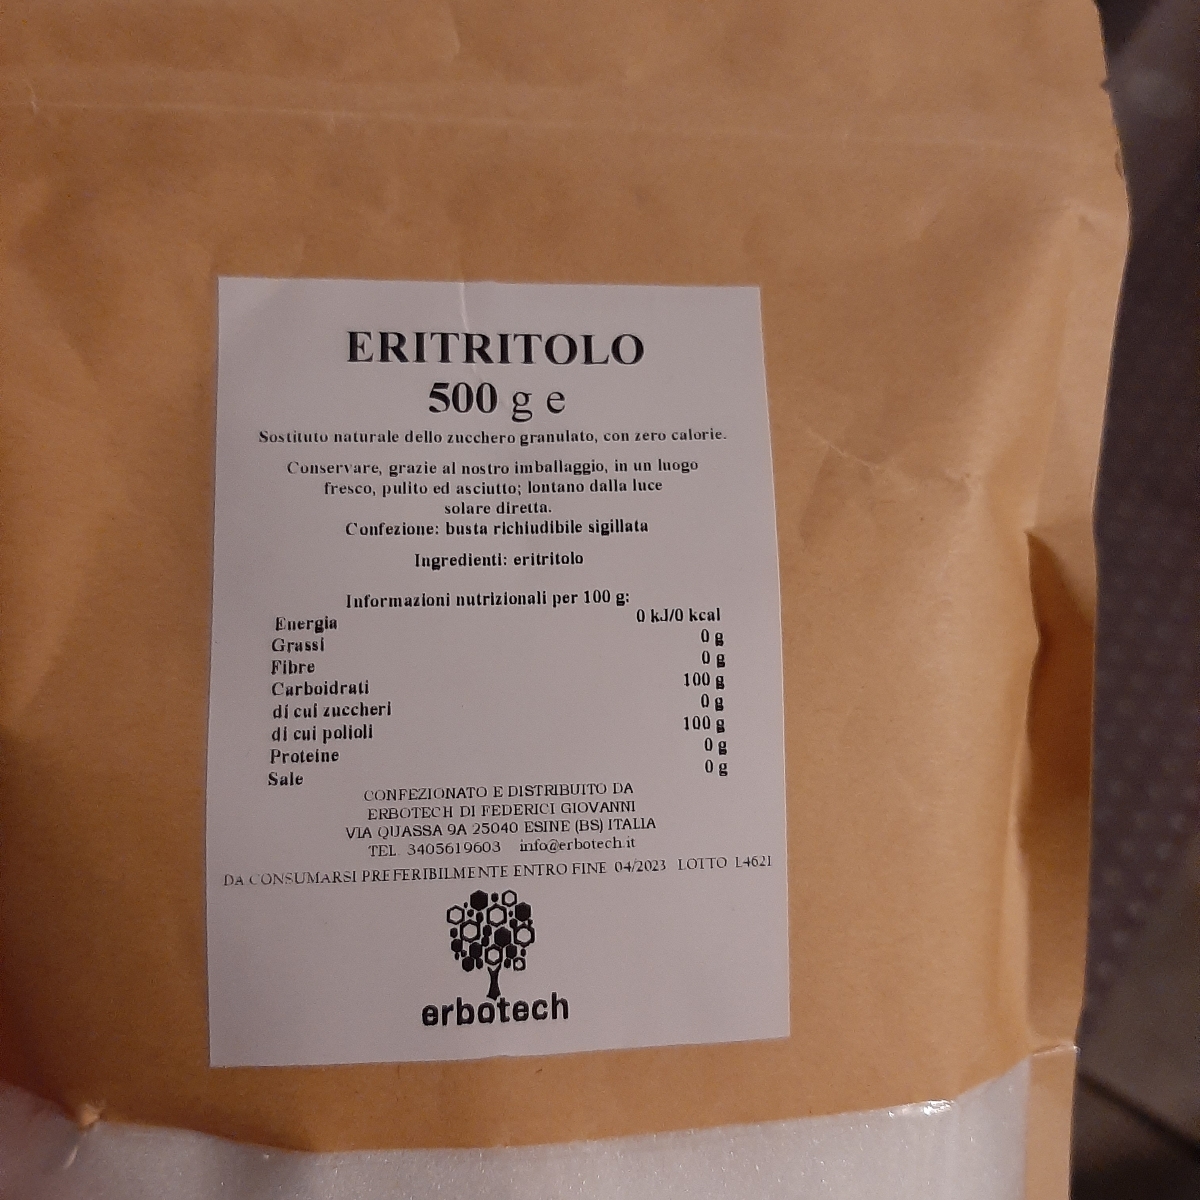 ERITRITOLO
500 g e
Sostituto naturale dello zucchero granulato, con zero calorie.
Conservare, grazie al nostro imballaggio, in un luogo
fresco, pulito ed asciutto; lontano dalla luce
solare diretta.
Confezione: busta richiudibile sigillata
Ingredienti: eritritolo
Informazioni nutrizionali per 100 g:
Energia 0 kJ/0 kcal
Grassi 0 g
Fibre 0 g
Carboidrati 100 g
di cui zuccheri 0 g
di cui polioli 100 g
Proteine 0 g
Sale 0 g
CONFEZIONATO E DISTRIBUITO DA
ERBOTECH DI FEDERICI GIOVANNI
VIA QUASSA 9A 25040 ESINE (BS) ITALIA
TEL. 3405619603 info@erbotech.it
DA CONSUMARSI PREFERIBILMENTE ENTRO FINE 04/2023 LOTTO L4621
erbotech